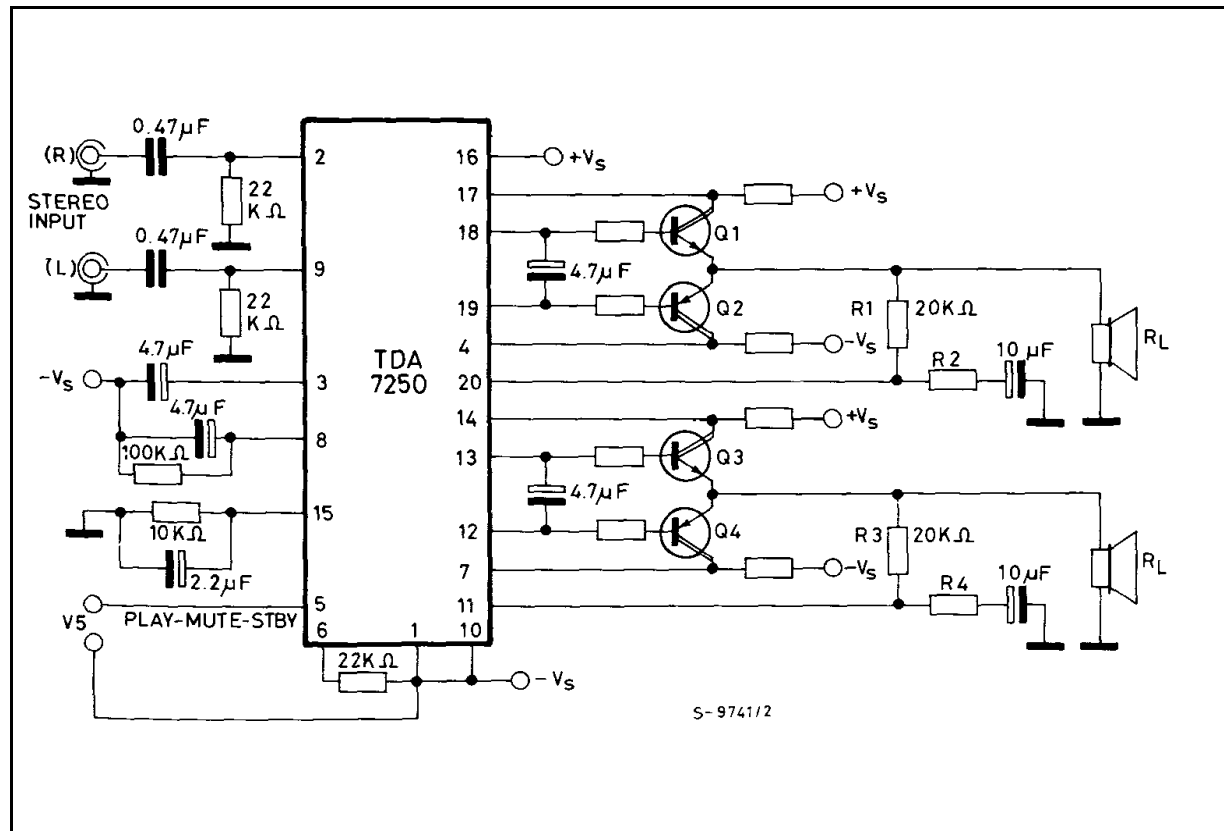 0.47µF
(R)
STEREO
INPUT
22
KΩ
0.47µF
(L)
22
KΩ
4.7µF
-Vs
4.7µF
100KΩ
10KΩ
2.2µF
V5
PLAY-MUTE-STBY
22KΩ
TDA
7250
2
9
3
8
15
5
6
1
10
16
17
18
19
4
20
14
13
12
7
11
+Vs
+Vs
Q1
4.7µF
Q2
-Vs
R1
20KΩ
R2
10µF
RL
+Vs
Q3
4.7µF
Q4
-Vs
R3
20KΩ
R4
10µF
RL
-Vs
S-9741/2